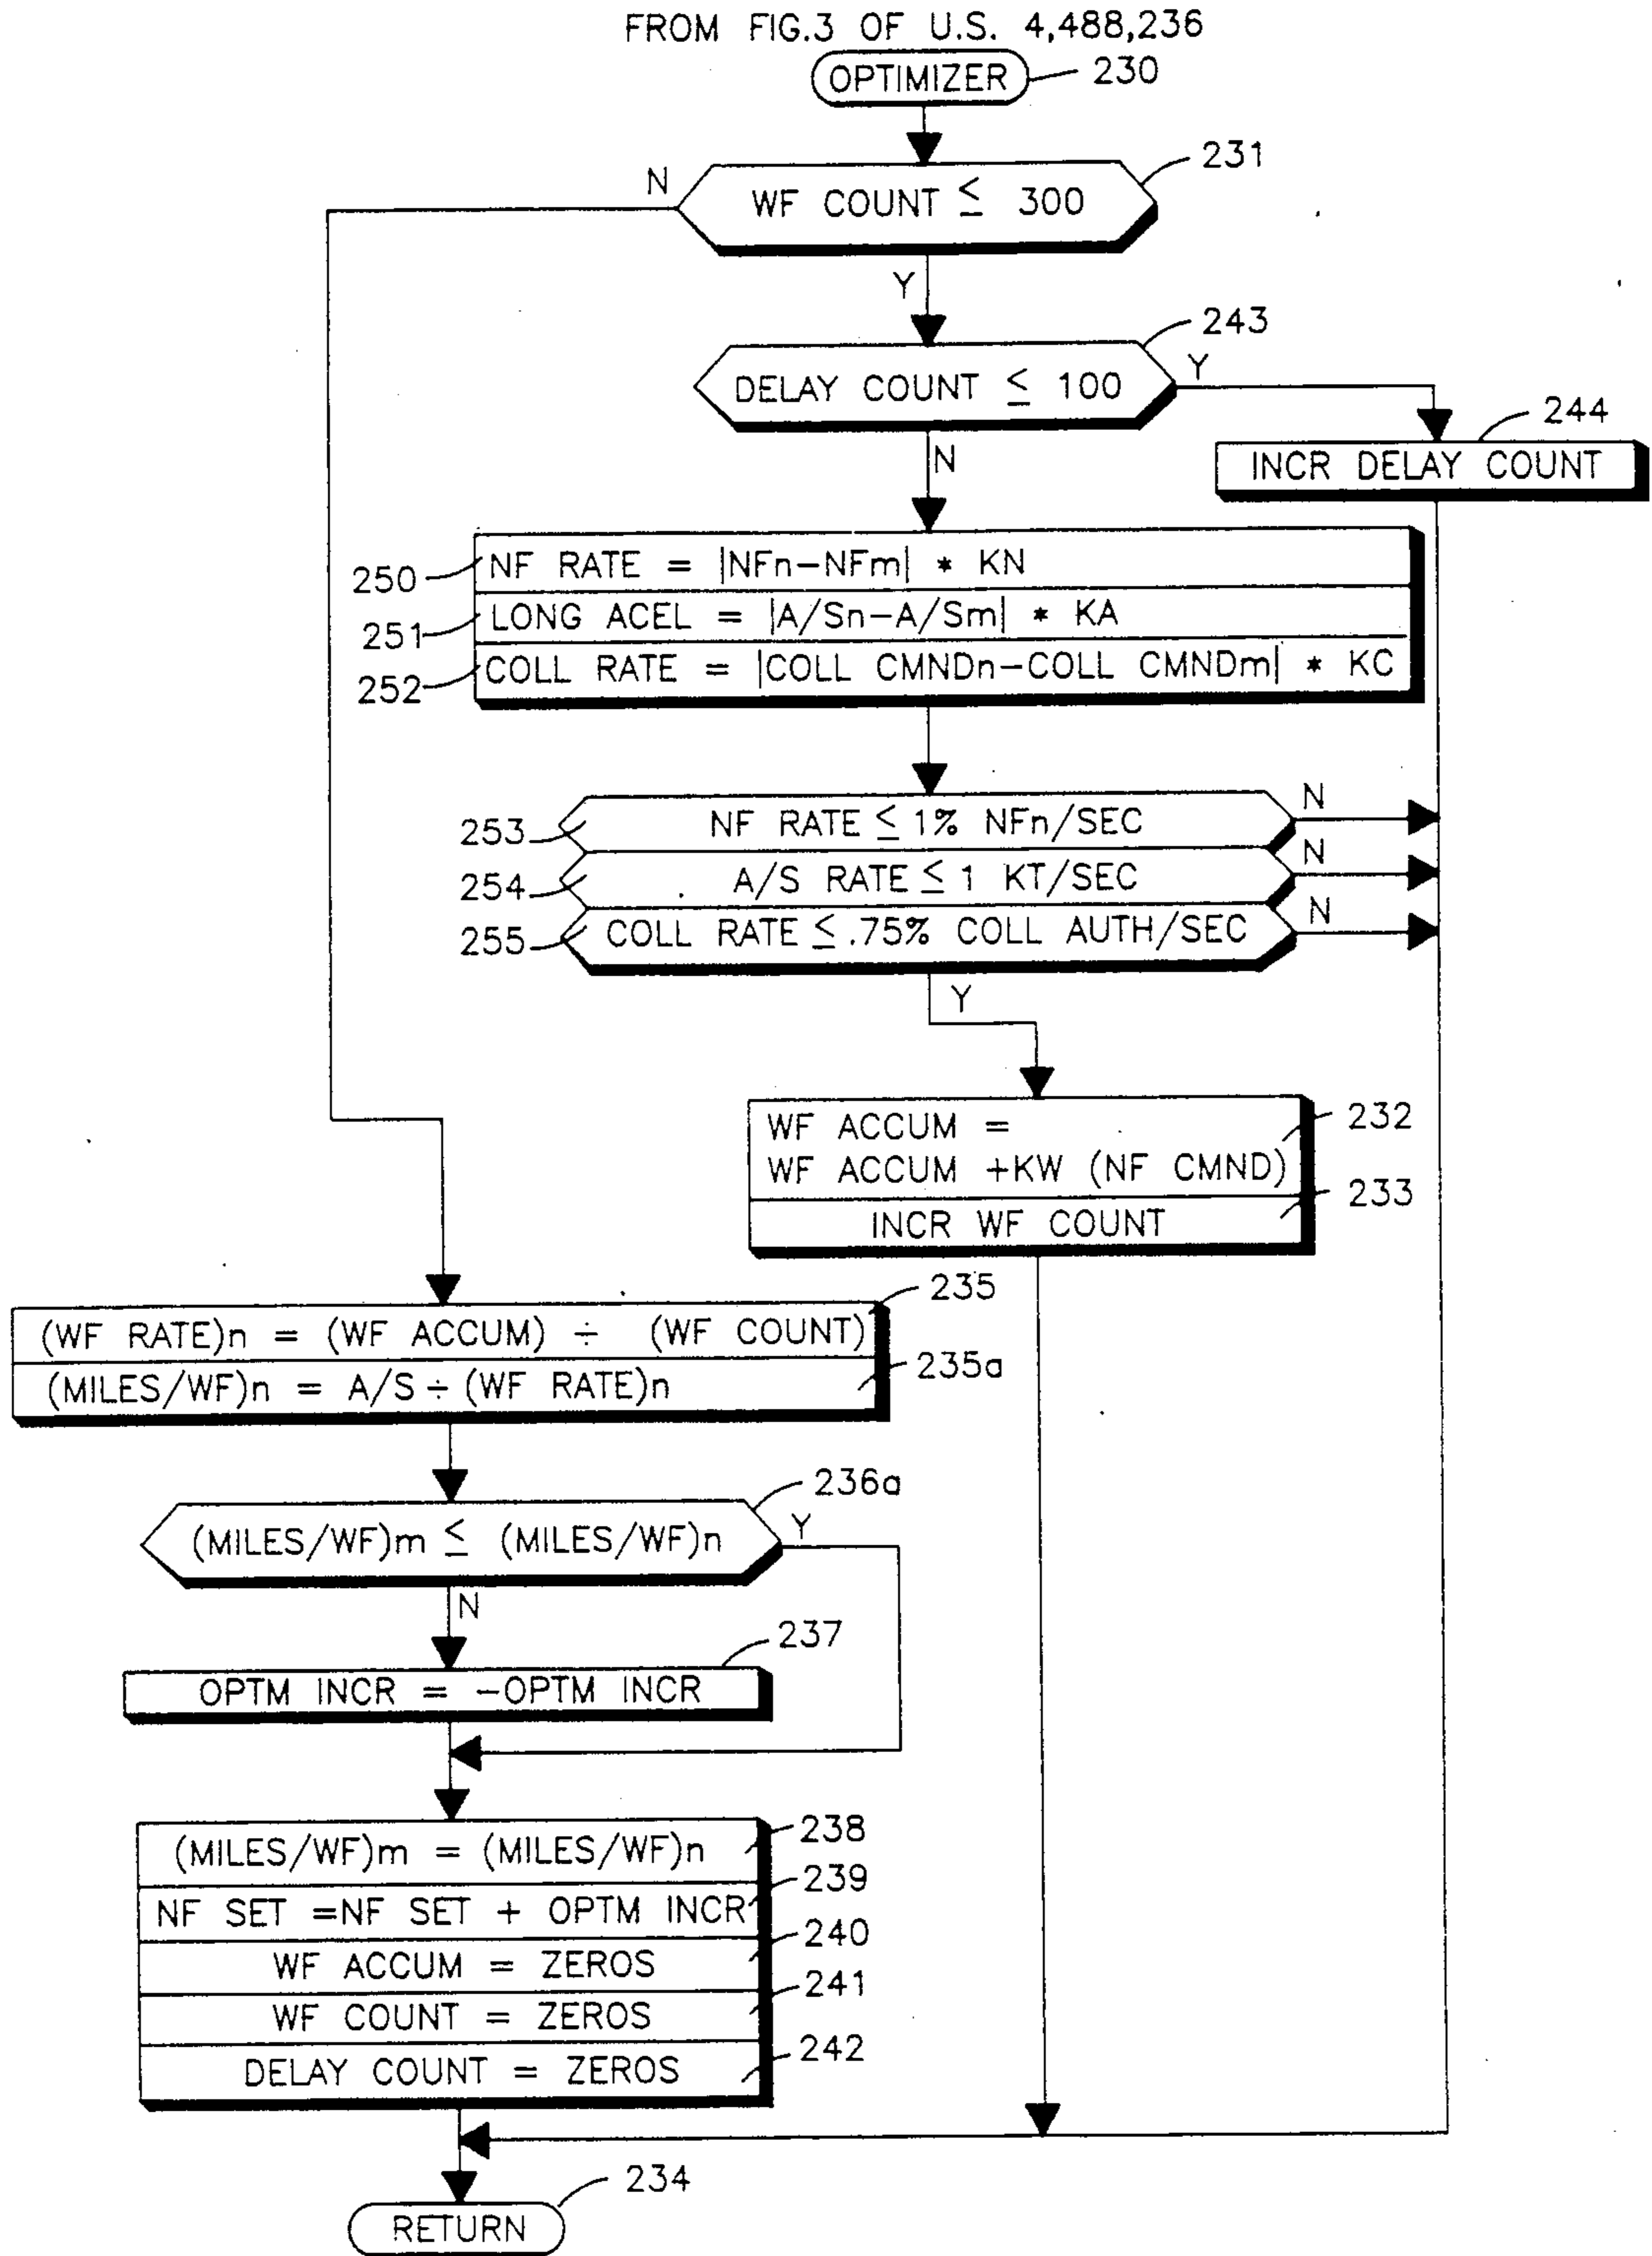 FROM FIG.3 OF U.S. 4,488,236
OPTIMIZER
230
231
N
WF COUNT ≤ 300
Y
243
DELAY COUNT ≤ 100
Y
244
N
INCR DELAY COUNT
250
NF RATE = |NFn-NFm| * KN
251
LONG ACEL = |A/Sn-A/Sm| * KA
252
COLL RATE = |COLL CMNDn-COLL CMNDm| * KC
253
NF RATE ≤ 1% NFn/SEC
N
254
A/S RATE ≤ 1 KT/SEC
N
255
COLL RATE ≤ .75% COLL AUTH/SEC
N
Y
WF ACCUM =
232
WF ACCUM +KW (NF CMND)
233
INCR WF COUNT
235
(WF RATE)n = (WF ACCUM) ÷ (WF COUNT)
235a
(MILES/WF)n = A/S ÷ (WF RATE)n
236a
(MILES/WF)m ≤ (MILES/WF)n
Y
N
237
OPTM INCR = -OPTM INCR
238
(MILES/WF)m = (MILES/WF)n
239
NF SET =NF SET + OPTM INCR
240
WF ACCUM = ZEROS
241
WF COUNT = ZEROS
242
DELAY COUNT = ZEROS
234
RETURN